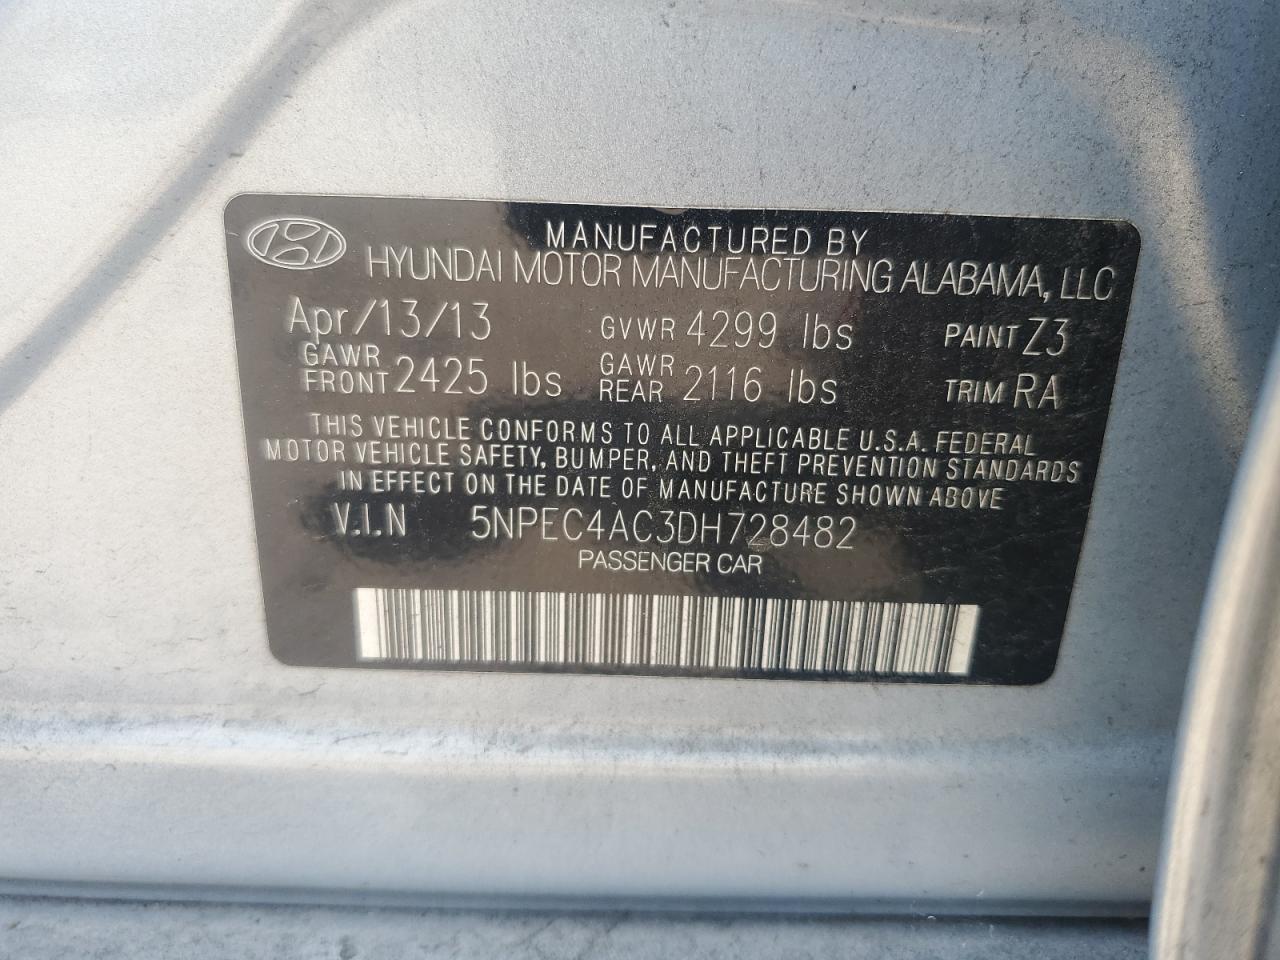 MANUFACTURED BY
HYUNDAI MOTOR MANUFACTURING ALABAMA, LLC
Apr/13/13 GVWR 4299 lbs PAINT Z3
GAWR FRONT 2425 lbs GAWR REAR 2116 lbs TRIM RA
THIS VEHICLE CONFORMS TO ALL APPLICABLE U.S.A. FEDERAL
MOTOR VEHICLE SAFETY, BUMPER, AND THEFT PREVENTION STANDARDS
IN EFFECT ON THE DATE OF MANUFACTURE SHOWN ABOVE
V.I.N 5NPEC4AC3DH728482
PASSENGER CAR